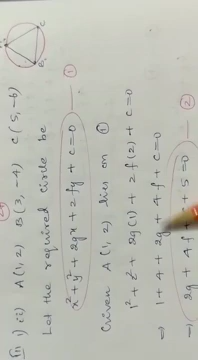 (ii) A(1, 2) B(3, -4) C(5, -6)
Let the required circle be
x² + y² + 2gx + 2fy + c = 0 — ①
Given A(1, 2) lies on ①
1² + 2² + 2g(1) + 2f(2) + c = 0
⇒ 1 + 4 + 2g + 4f + c = 0
⇒ 2g + 4f + 5 = 0 — ②
A
B
C